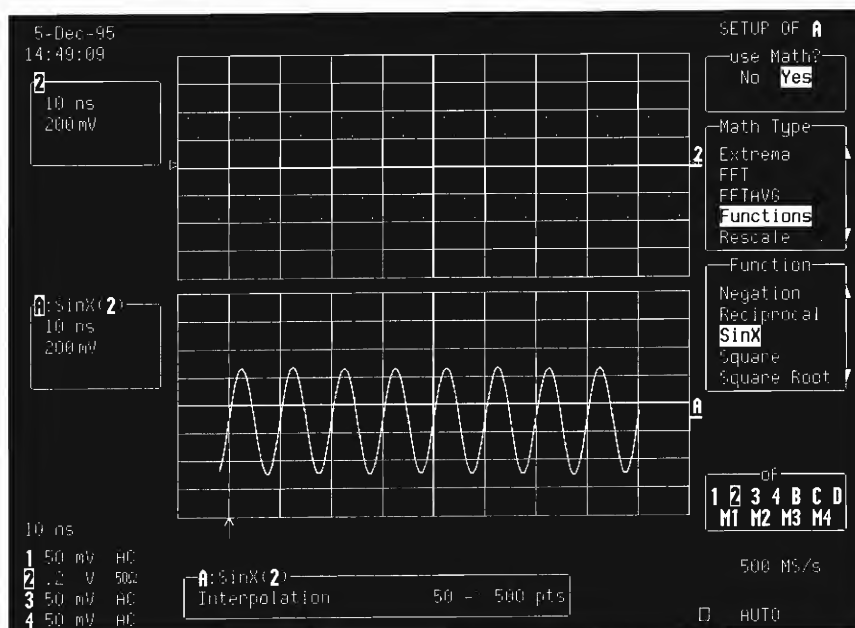 5-Dec-95
14:49:09
2
10 ns
200 mV
A:SinX(2)
10 ns
200 mV
2
A
SETUP OF A
use Math?
No Yes
Math Type
Extrema
FFT
FFTAVG
Functions
Rescale
Function
Negation
Reciprocal
SinX
Square
Square Root
of
1 2 3 4 B C D
M1 M2 M3 M4
10 ns
1 50 mV AC
2 .2 V 50Ω
3 50 mV AC
4 50 mV AC
A:SinX(2)
Interpolation 50 - 500 pts
500 MS/s
AUTO